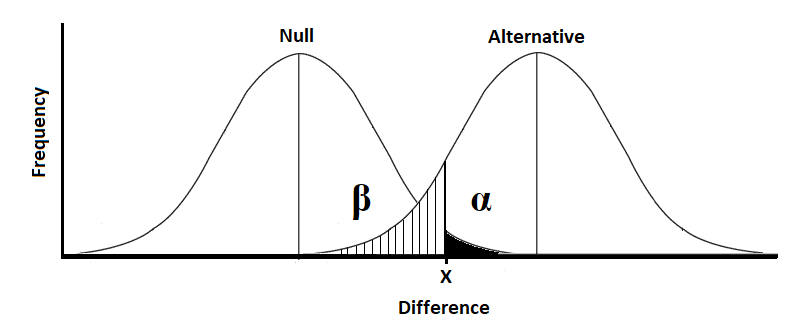 Null
Alternative
Frequency
β
α
X
Difference